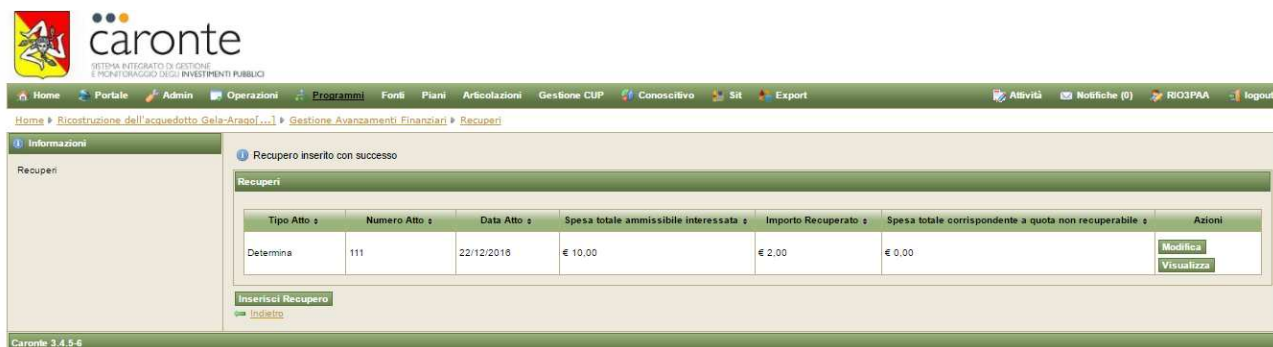 caronte
SISTEMA INTEGRATO DI GESTIONE
E MONITORAGGIO DEGLI INVESTIMENTI PUBBLICI
Home Portale Admin Operazioni Programmi Fonti Piani Articolazioni Gestione CUP Conoscitivo Sit Export Attività Notifiche (0) RIO3PAA logout
Home Ricostruzione dell'acquedotto Gela-Arago[...] Gestione Avanzamenti Finanziari Recuperi
Informazioni
Recuperi
Recupero inserito con successo
Recuperi
Tipo Atto Numero Atto Data Atto Spesa totale ammissibile interessata Importo Recuperato Spesa totale corrispondente a quota non recuperabile Azioni
Determina 111 22/12/2016 € 10,00 € 2,00 € 0,00 Modifica
Visualizza
Inserisci Recupero
Indietro
Caronte 3.4.5-6